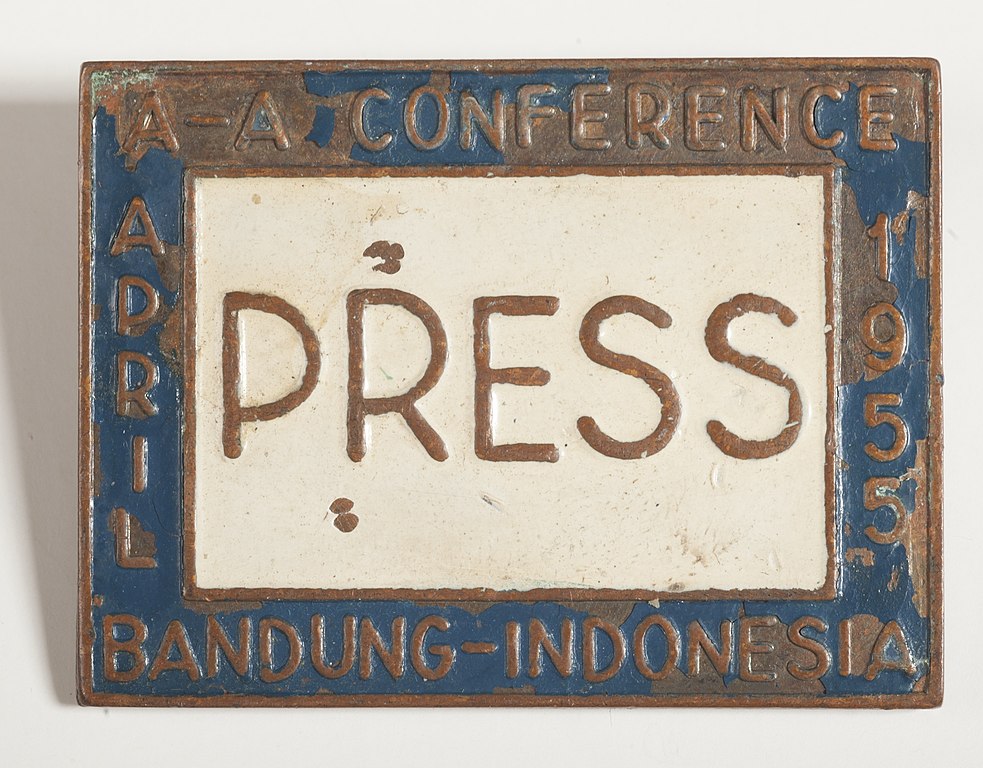 A-A CONFERENCE
APRIL
PRESS
1955
BANDUNG-INDONESIA